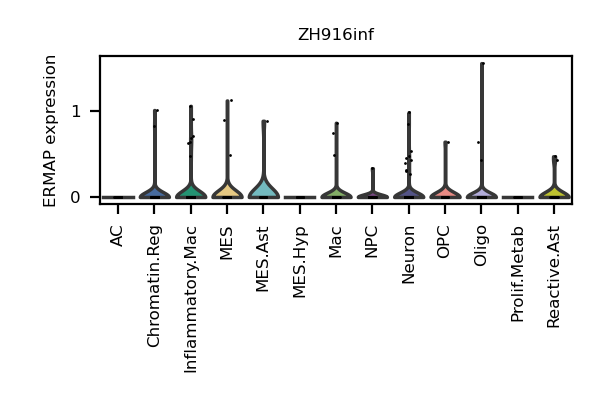 ZH916inf
ERMAP expression
1
0
AC
Chromatin.Reg
Inflammatory.Mac
MES
MES.Ast
MES.Hyp
Mac
NPC
Neuron
OPC
Oligo
Prolif.Metab
Reactive.Ast